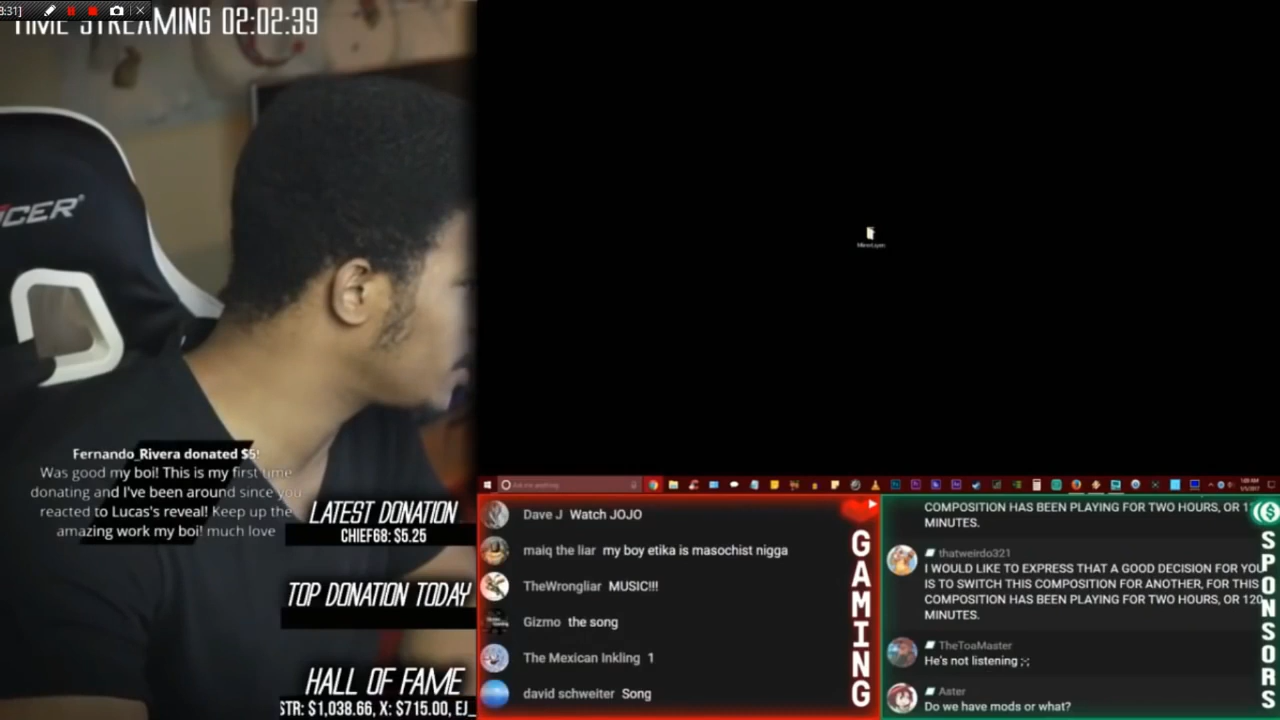 3:31]
TIME STREAMING 02:02:39
CER®
Fernando_Rivera donated $5!
Was good my boi! This is my first time
donating and I've been around since you
reacted to Lucas's reveal! Keep up the
amazing work my boi! much love
LATEST DONATION
CHIEF68: $5.25
TOP DONATION TODAY
HALL OF FAME
STR: $1,038.66, X: $715.00, EJ_
Ask me anything
Dave J Watch JOJO
maiq the liar my boy etika is masochist nigga
TheWrongliar MUSIC!!!
Gizmo the song
The Mexican Inkling 1
david schweiter Song
GAMING
COMPOSITION HAS BEEN PLAYING FOR TWO HOURS, OR 1
MINUTES.
thatweirdo321
I WOULD LIKE TO EXPRESS THAT A GOOD DECISION FOR YOU
IS TO SWITCH THIS COMPOSITION FOR ANOTHER, FOR THIS
COMPOSITION HAS BEEN PLAYING FOR TWO HOURS, OR 120
MINUTES.
TheToaMaster
He's not listening ;-;
Aater
Do we have mods or what?
SPONSORS